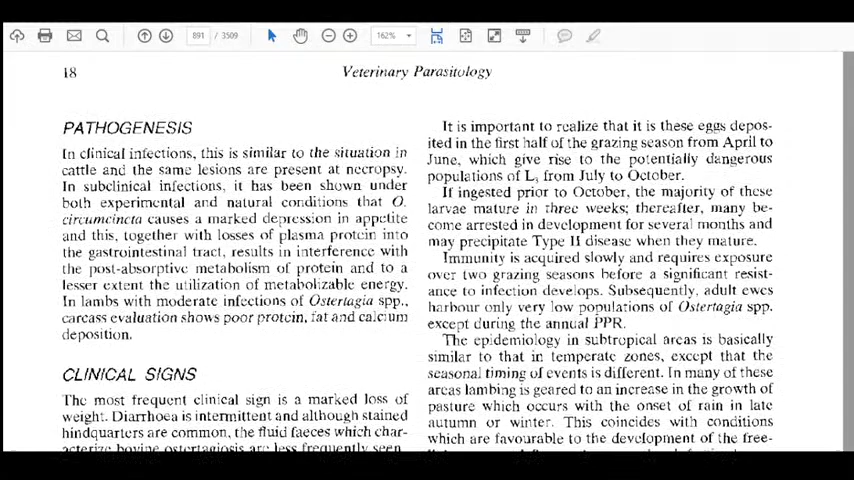 891 / 3509
162%
18
Veterinary Parasitology
PATHOGENESIS
In clinical infections, this is similar to the situation in
cattle and the same lesions are present at necropsy.
In subclinical infections, it has been shown under
both experimental and natural conditions that O.
circumcincta causes a marked depression in appetite
and this, together with losses of plasma protein into
the gastrointestinal tract, results in interference with
the post-absorptive metabolism of protein and to a
lesser extent the utilization of metabolizable energy.
In lambs with moderate infections of Ostertagia spp.,
carcass evaluation shows poor protein, fat and calcium
deposition.
CLINICAL SIGNS
The most frequent clinical sign is a marked loss of
weight. Diarrhoea is intermittent and although stained
hindquarters are common, the fluid faeces which char-
acterize bovine ostertagiosis are less frequently seen.
It is important to realize that it is these eggs depos-
ited in the first half of the grazing season from April to
June, which give rise to the potentially dangerous
populations of L₃ from July to October.
If ingested prior to October, the majority of these
larvae mature in three weeks; thereafter, many be-
come arrested in development for several months and
may precipitate Type II disease when they mature.
Immunity is acquired slowly and requires exposure
over two grazing seasons before a significant resist-
ance to infection develops. Subsequently, adult ewes
harbour only very low populations of Ostertagia spp.
except during the annual PPR.
The epidemiology in subtropical areas is basically
similar to that in temperate zones, except that the
seasonal timing of events is different. In many of these
areas lambing is geared to an increase in the growth of
pasture which occurs with the onset of rain in late
autumn or winter. This coincides with conditions
which are favourable to the development of the free-